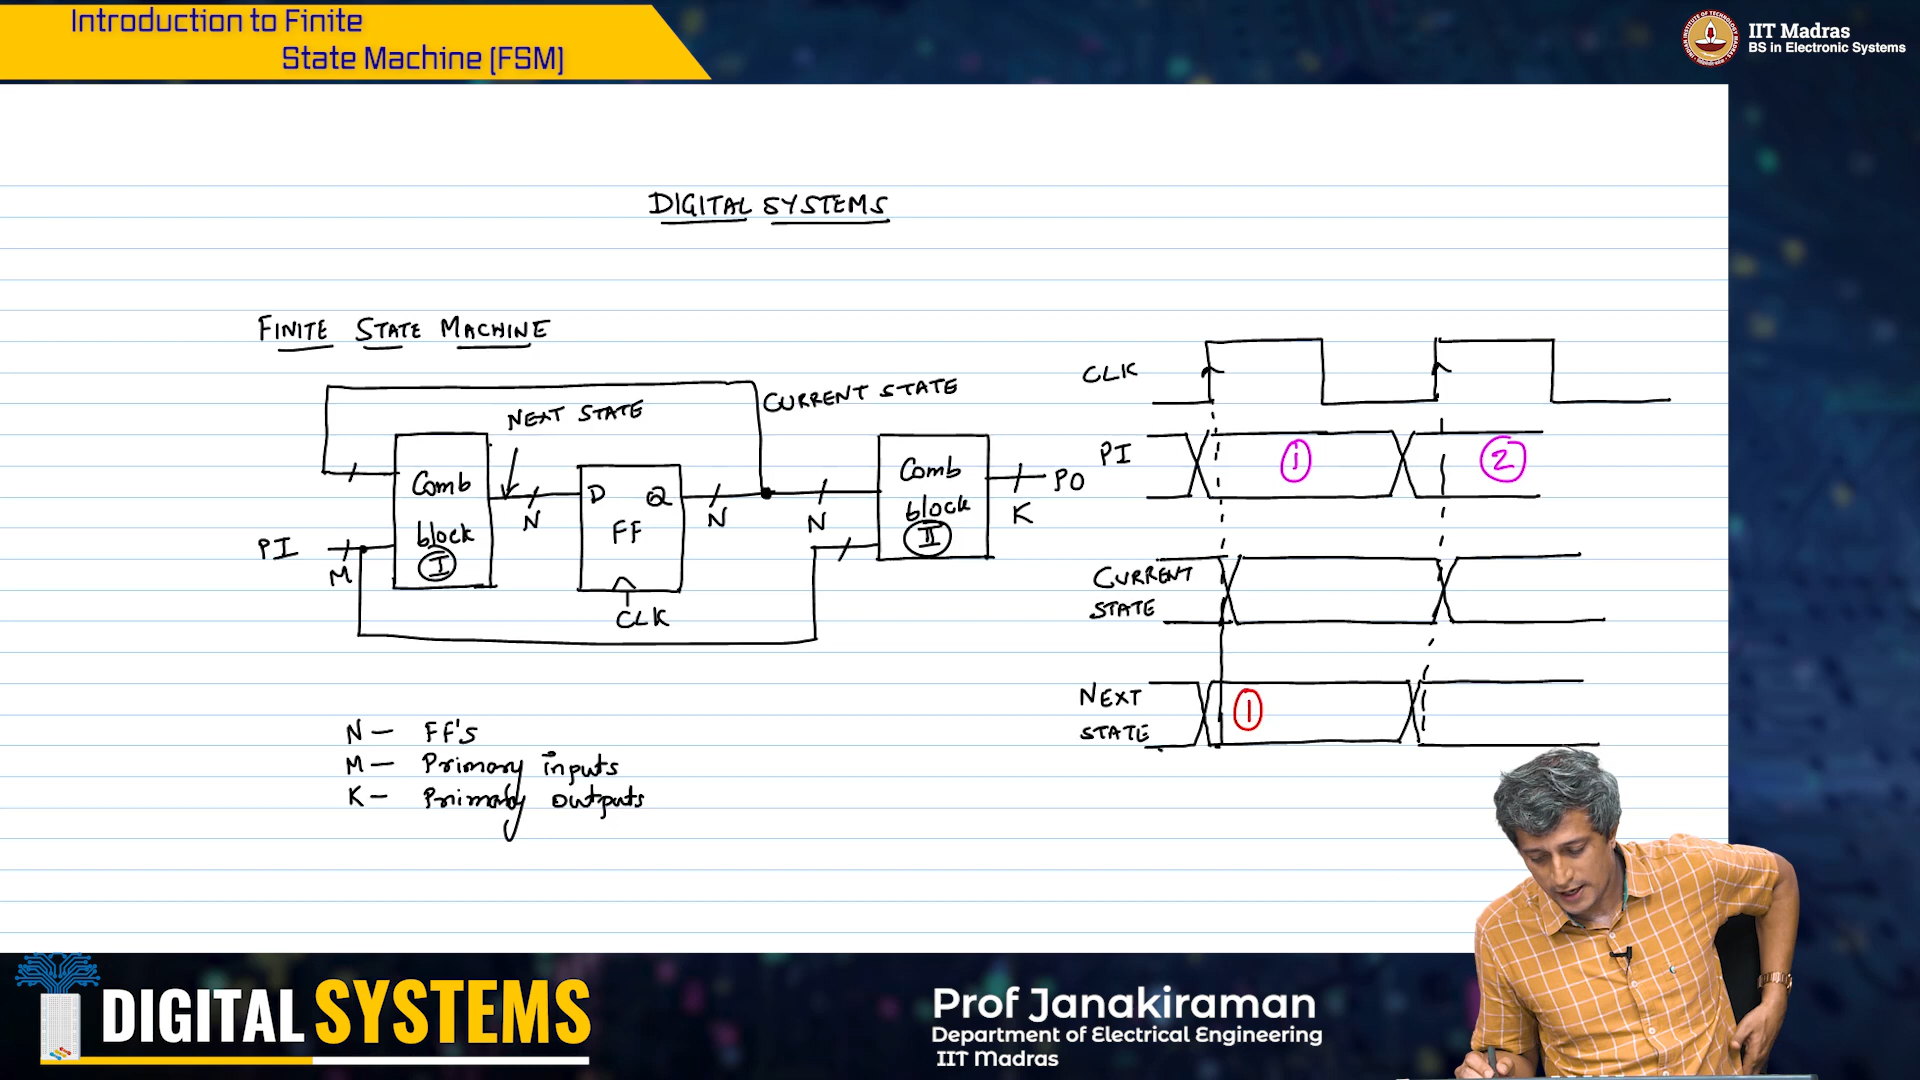 Introduction to Finite
State Machine (FSM)
IIT Madras
BS in Electronic Systems
DIGITAL SYSTEMS
FINITE STATE MACHINE
CURRENT STATE
NEXT STATE
Comb
block
I
D Q
FF
CLK
N
N
N
PI
M
Comb
block
II
PO
K
CLK
PI
1
2
CURRENT
STATE
NEXT
STATE
1
N — FF's
M — Primary inputs
K — Primary outputs
DIGITAL SYSTEMS
Prof Janakiraman
Department of Electrical Engineering
IIT Madras